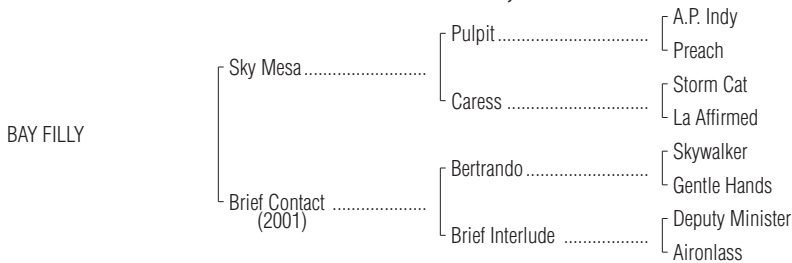 A.P. Indy
Pulpit
Preach
Sky Mesa
Storm Cat
Caress
La Affirmed
BAY FILLY
Skywalker
Bertrando
Gentle Hands
Brief Contact
(2001)
Deputy Minister
Brief Interlude
Aironlass